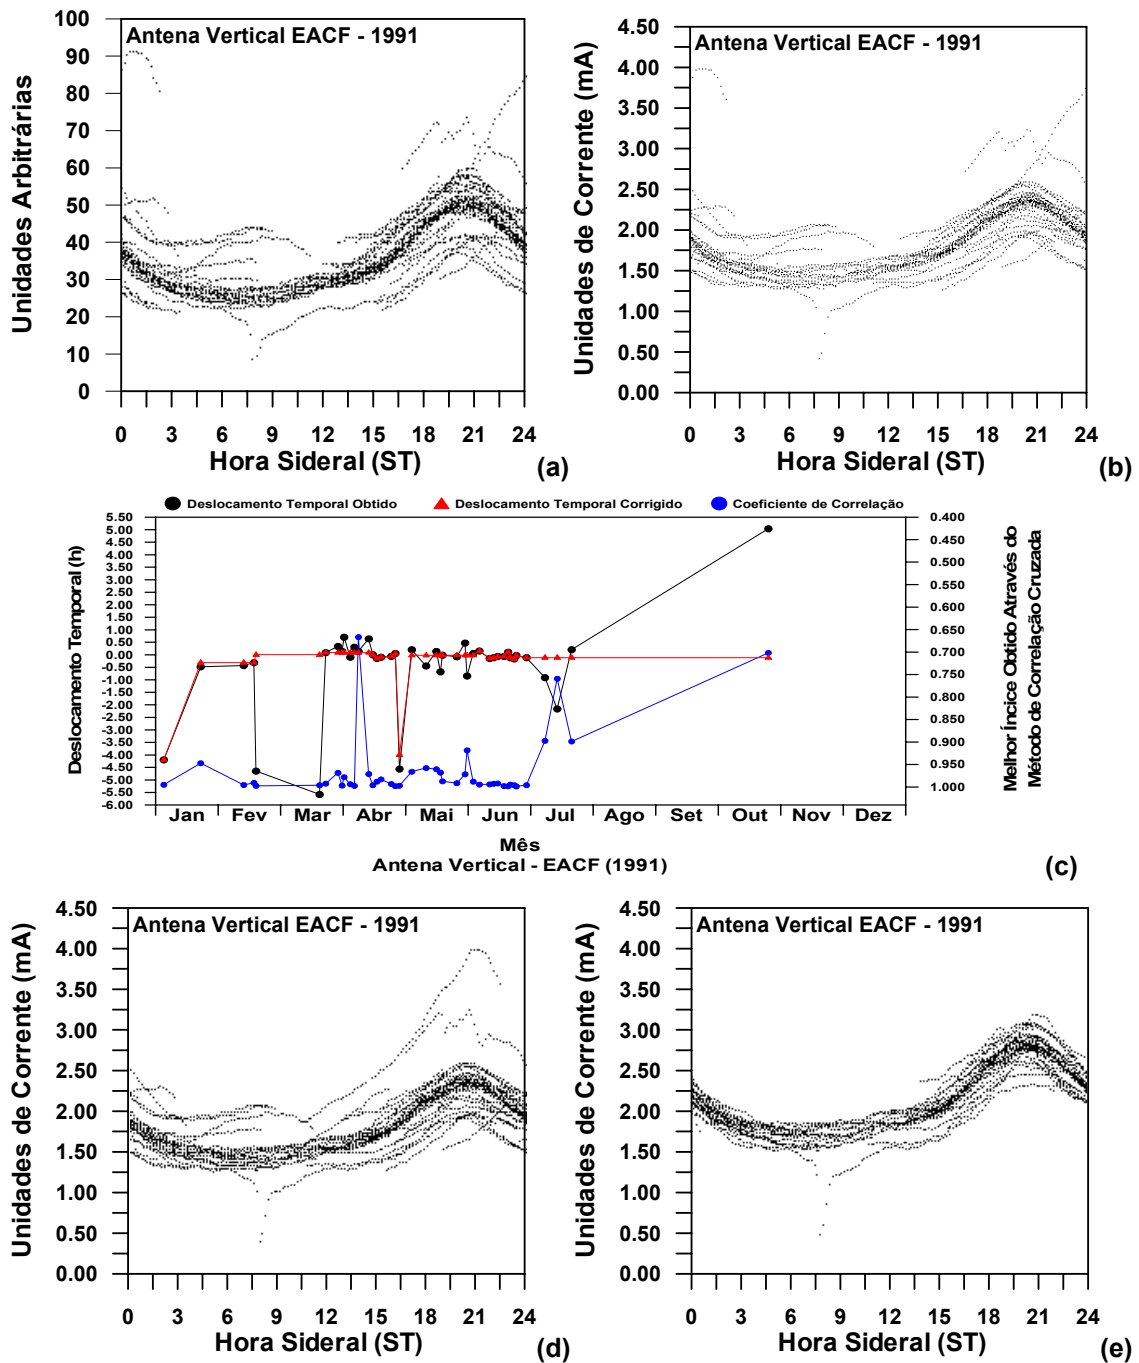 Antena Vertical EACF - 1991
Unidades Arbitrárias
100
90
80
70
60
50
40
30
20
10
0
0 3 6 9 12 15 18 21 24
Hora Sideral (ST)
(a)
Antena Vertical EACF - 1991
Unidades de Corrente (mA)
4.50
4.00
3.50
3.00
2.50
2.00
1.50
1.00
0.50
0.00
0 3 6 9 12 15 18 21 24
Hora Sideral (ST)
(b)
Deslocamento Temporal Obtido
Deslocamento Temporal Corrigido
Coeficiente de Correlação
Deslocamento Temporal (h)
5.50
5.00
4.50
4.00
3.50
3.00
2.50
2.00
1.50
1.00
0.50
0.00
-0.50
-1.00
-1.50
-2.00
-2.50
-3.00
-3.50
-4.00
-4.50
-5.00
-5.50
-6.00
0.400
0.450
0.500
0.550
0.600
0.650
0.700
0.750
0.800
0.850
0.900
0.950
1.000
Melhor Íncice Obtido Através do
Método de Correlação Cruzada
Jan Fev Mar Abr Mai Jun Jul Ago Set Out Nov Dez
Mês
Antena Vertical - EACF (1991)
(c)
Antena Vertical EACF - 1991
Unidades de Corrente (mA)
4.50
4.00
3.50
3.00
2.50
2.00
1.50
1.00
0.50
0.00
0 3 6 9 12 15 18 21 24
Hora Sideral (ST)
(d)
Antena Vertical EACF - 1991
Unidades de Corrente (mA)
4.50
4.00
3.50
3.00
2.50
2.00
1.50
1.00
0.50
0.00
0 3 6 9 12 15 18 21 24
Hora Sideral (ST)
(e)